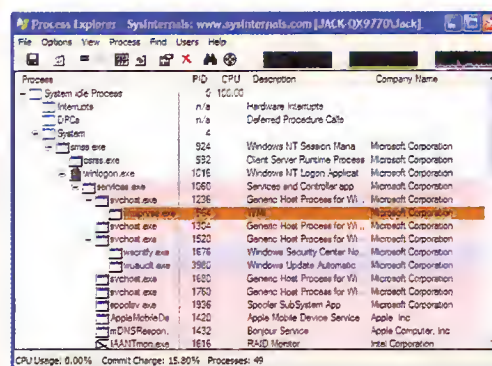 Process Explorer - Sysinternals: www.sysinternals.com [JACK-QX9770\Jack]
File Options View Process Find Users Help
Process PID CPU Description Company Name
System Idle Process 0 100.00
Interrupts n/a Hardware Interrupts
DPCs n/a Deferred Procedure Calls
System 4
smss.exe 924 Windows NT Session Mana Microsoft Corporation
csrss.exe 592 Client Server Runtime Process Microsoft Corporation
winlogon.exe 1016 Windows NT Logon Applicat Microsoft Corporation
services.exe 1060 Services and Controller app Microsoft Corporation
svchost.exe 1236 Generic Host Process for Wi... Microsoft Corporation
WMI Microsoft Corporation
svchost.exe 1304 Generic Host Process for Wi... Microsoft Corporation
svchost.exe 1520 Generic Host Process for Wi... Microsoft Corporation
wscntfy.exe 1676 Windows Security Center No... Microsoft Corporation
wuauclt.exe 3980 Windows Update Automatic Microsoft Corporation
svchost.exe 1680 Generic Host Process for Wi... Microsoft Corporation
svchost.exe 1760 Generic Host Process for Wi... Microsoft Corporation
spoolsv.exe 1936 Spooler SubSystem App Microsoft Corporation
AppleMobileDe 1420 Apple Mobile Device Service Apple, Inc
mDNSRespon.. 1432 Bonjour Service Apple Computer, Inc
IAANTmon.exe 1616 RAID Monitor Intel Corporation
CPU Usage: 0.00% Commit Charge: 15.80% Processes: 49